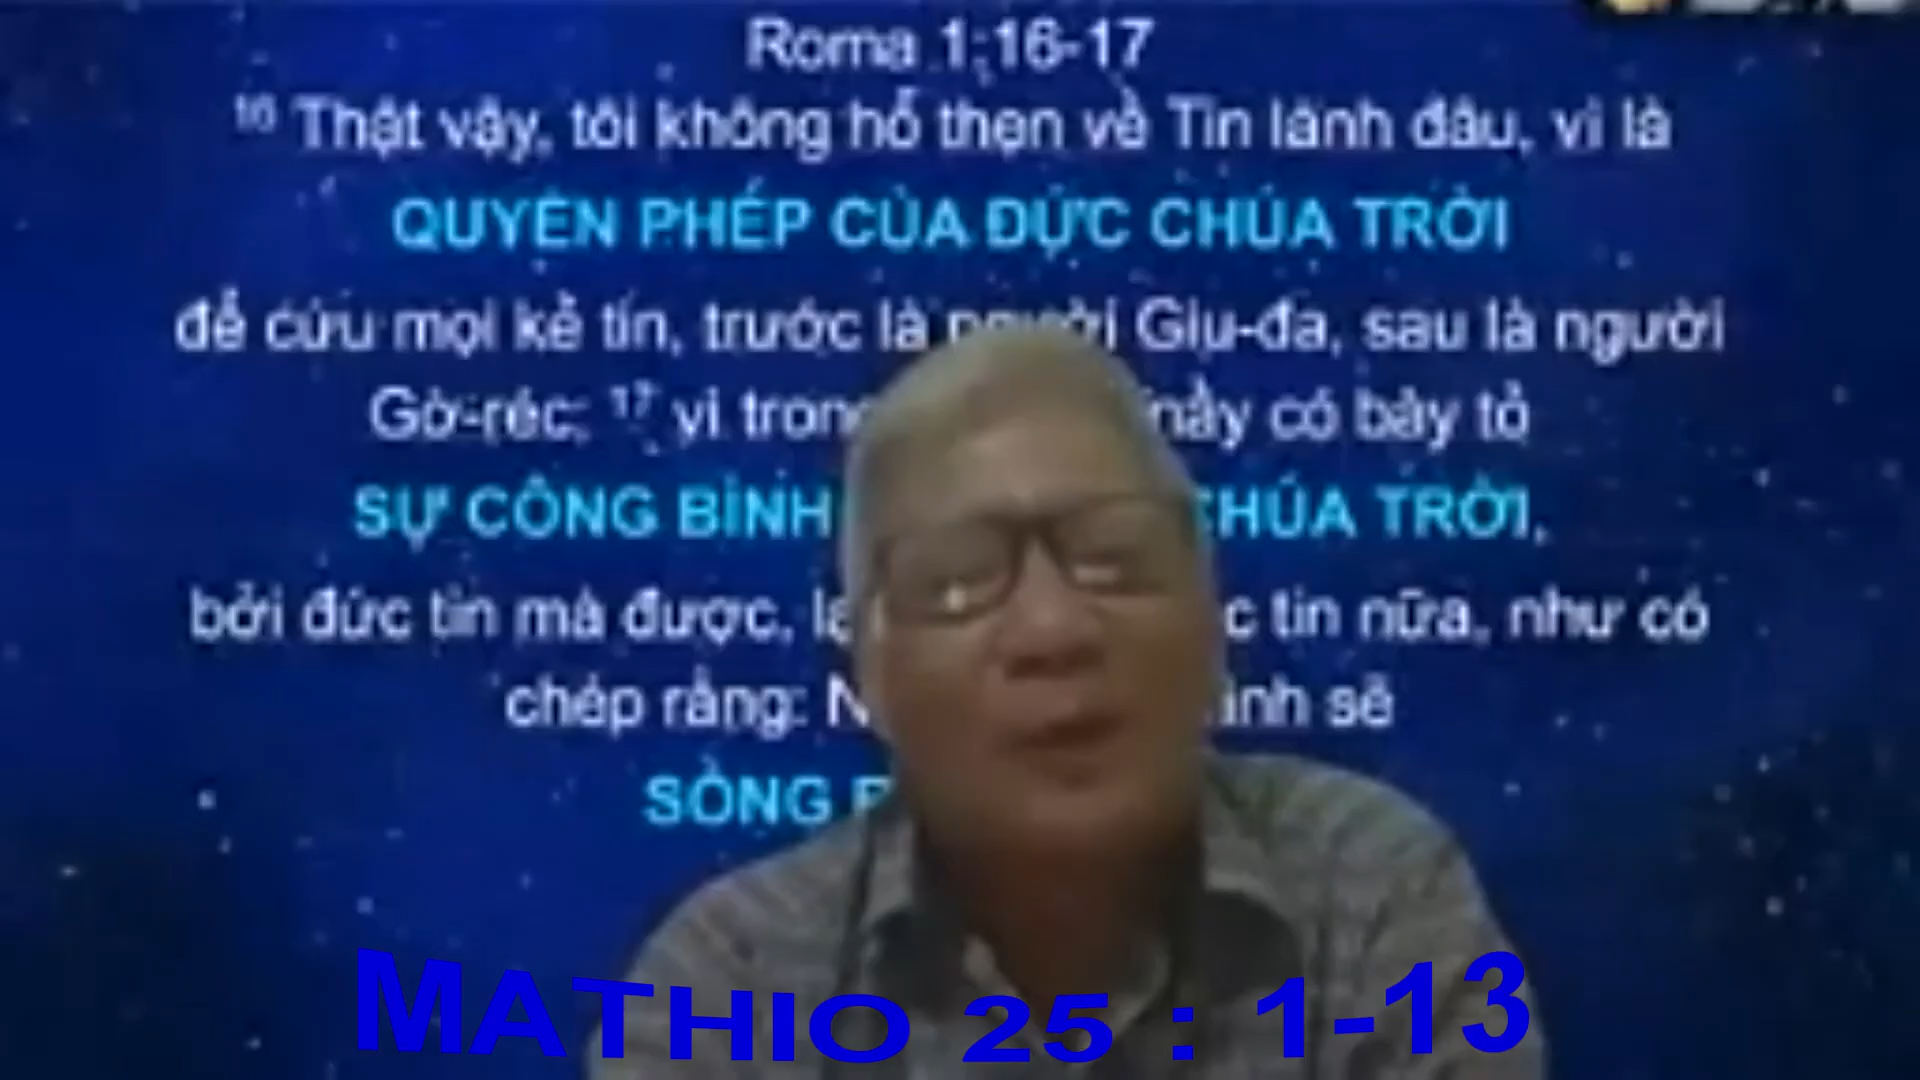 Roma 1:16-17
16 Thật vậy, tôi không hổ thẹn về Tin lành đâu, vì là
QUYỀN PHÉP CỦA ĐỨC CHÚA TRỜI
để cứu mọi kẻ tin, trước là người Giu-đa, sau là người
Gờ-réc; 17 vì trong nầy có bày tỏ
SỰ CÔNG BÌNH CHÚA TRỜI,
bởi đức tin mà được, tin nữa, như có
chép rằng: sẽ
SỐNG
MATHIO 25 : 1-13